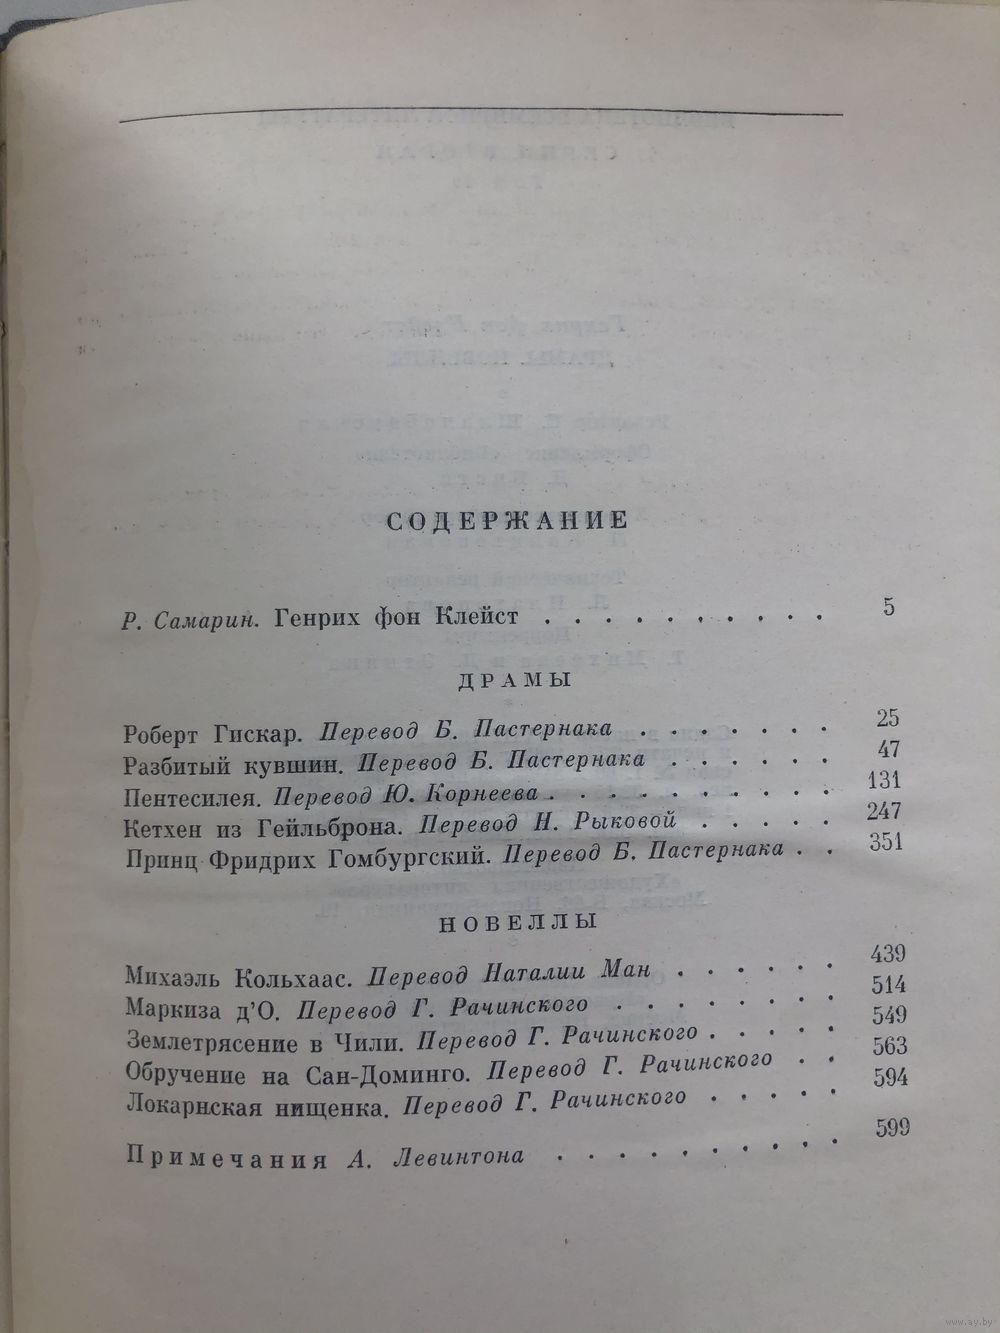 СОДЕРЖАНИЕ
Р. Самарин. Генрих фон Клейст . . . . . . . . . . 5
ДРАМЫ
Роберт Гискар. Перевод Б. Пастернака . . . . . . . 25
Разбитый кувшин. Перевод Б. Пастернака . . . . . . 47
Пентесилея. Перевод Ю. Корнеева . . . . . . . . . . 131
Кетхен из Гейльброна. Перевод Н. Рыковой . . . . . 247
Принц Фридрих Гомбургский. Перевод Б. Пастернака . . 351
НОВЕЛЛЫ
Михаэль Кольхаас. Перевод Наталии Ман . . . . . . 439
Маркиза д'О. Перевод Г. Рачинского . . . . . . . . 514
Землетрясение в Чили. Перевод Г. Рачинского . . . . . 549
Обручение на Сан-Доминго. Перевод Г. Рачинского . . 563
Локарнская нищенка. Перевод Г. Рачинского . . . . . 594
Примечания А. Левинтона . . . . . . . . . . 599
www.ay.by